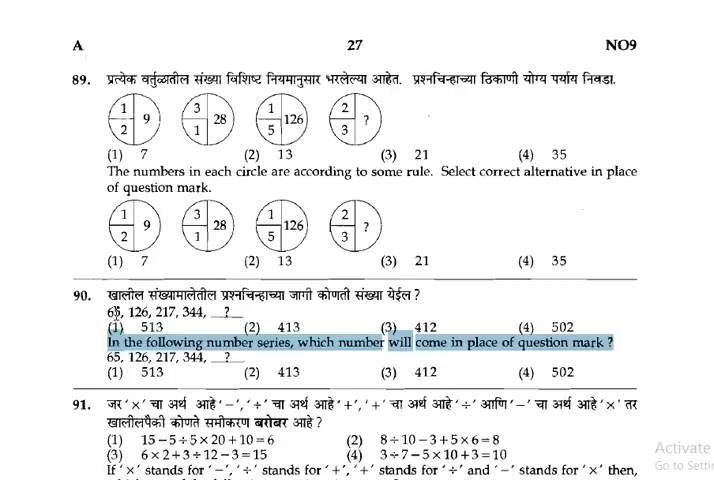 A 27 NO9
89. प्रत्येक वर्तुळातील संख्या विशिष्ट नियमानुसार भरलेल्या आहेत. प्रश्नचिन्हाच्या ठिकाणी योग्य पर्याय निवडा.
1 2 9 3 1 28 1 5 126 2 3 ?
(1) 7 (2) 13 (3) 21 (4) 35
The numbers in each circle are according to some rule. Select correct alternative in place
of question mark.
1 2 9 3 1 28 1 5 126 2 3 ?
(1) 7 (2) 13 (3) 21 (4) 35
90. खालील संख्यामालेतील प्रश्नचिन्हाच्या जागी कोणती संख्या येईल ?
65, 126, 217, 344, ?
(1) 513 (2) 413 (3) 412 (4) 502
In the following number series, which number will come in place of question mark ?
65, 126, 217, 344, ?
(1) 513 (2) 413 (3) 412 (4) 502
91. जर '×' चा अर्थ आहे '−', '÷' चा अर्थ आहे '+', '+' चा अर्थ आहे '÷' आणि '−' चा अर्थ आहे '×' तर
खालीलपैकी कोणते समीकरण बरोबर आहे ?
(1) 15−5÷5×20+10=6 (2) 8÷10−3+5×6=8
(3) 6×2+3÷12−3=15 (4) 3÷7−5×10+3=10
If '×' stands for '−', '÷' stands for '+', '+' stands for '÷' and '−' stands for '×' then,
Activate
Go to Settin